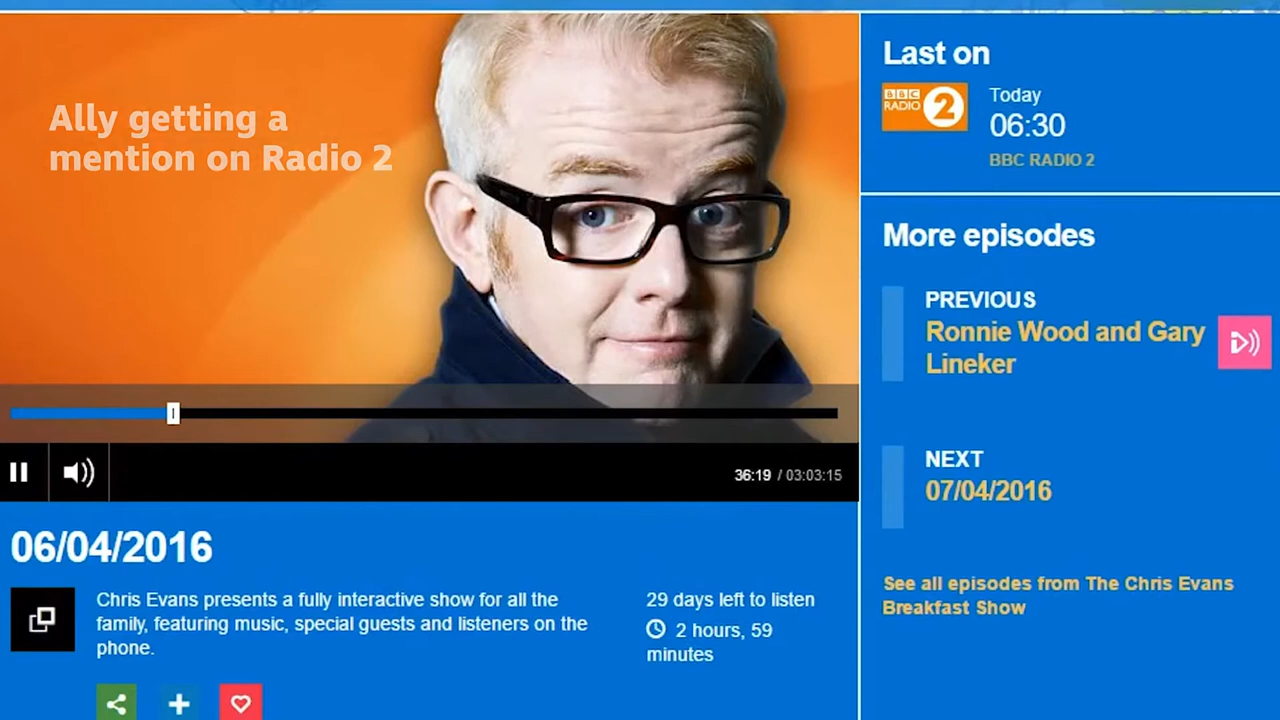 Ally getting a
mention on Radio 2
36:19 / 03:03:15
06/04/2016
Chris Evans presents a fully interactive show for all the
family, featuring music, special guests and listeners on the
phone.
29 days left to listen
2 hours, 59
minutes
Last on
BBC
RADIO 2
Today
06:30
BBC RADIO 2
More episodes
PREVIOUS
Ronnie Wood and Gary
Lineker
NEXT
07/04/2016
See all episodes from The Chris Evans
Breakfast Show